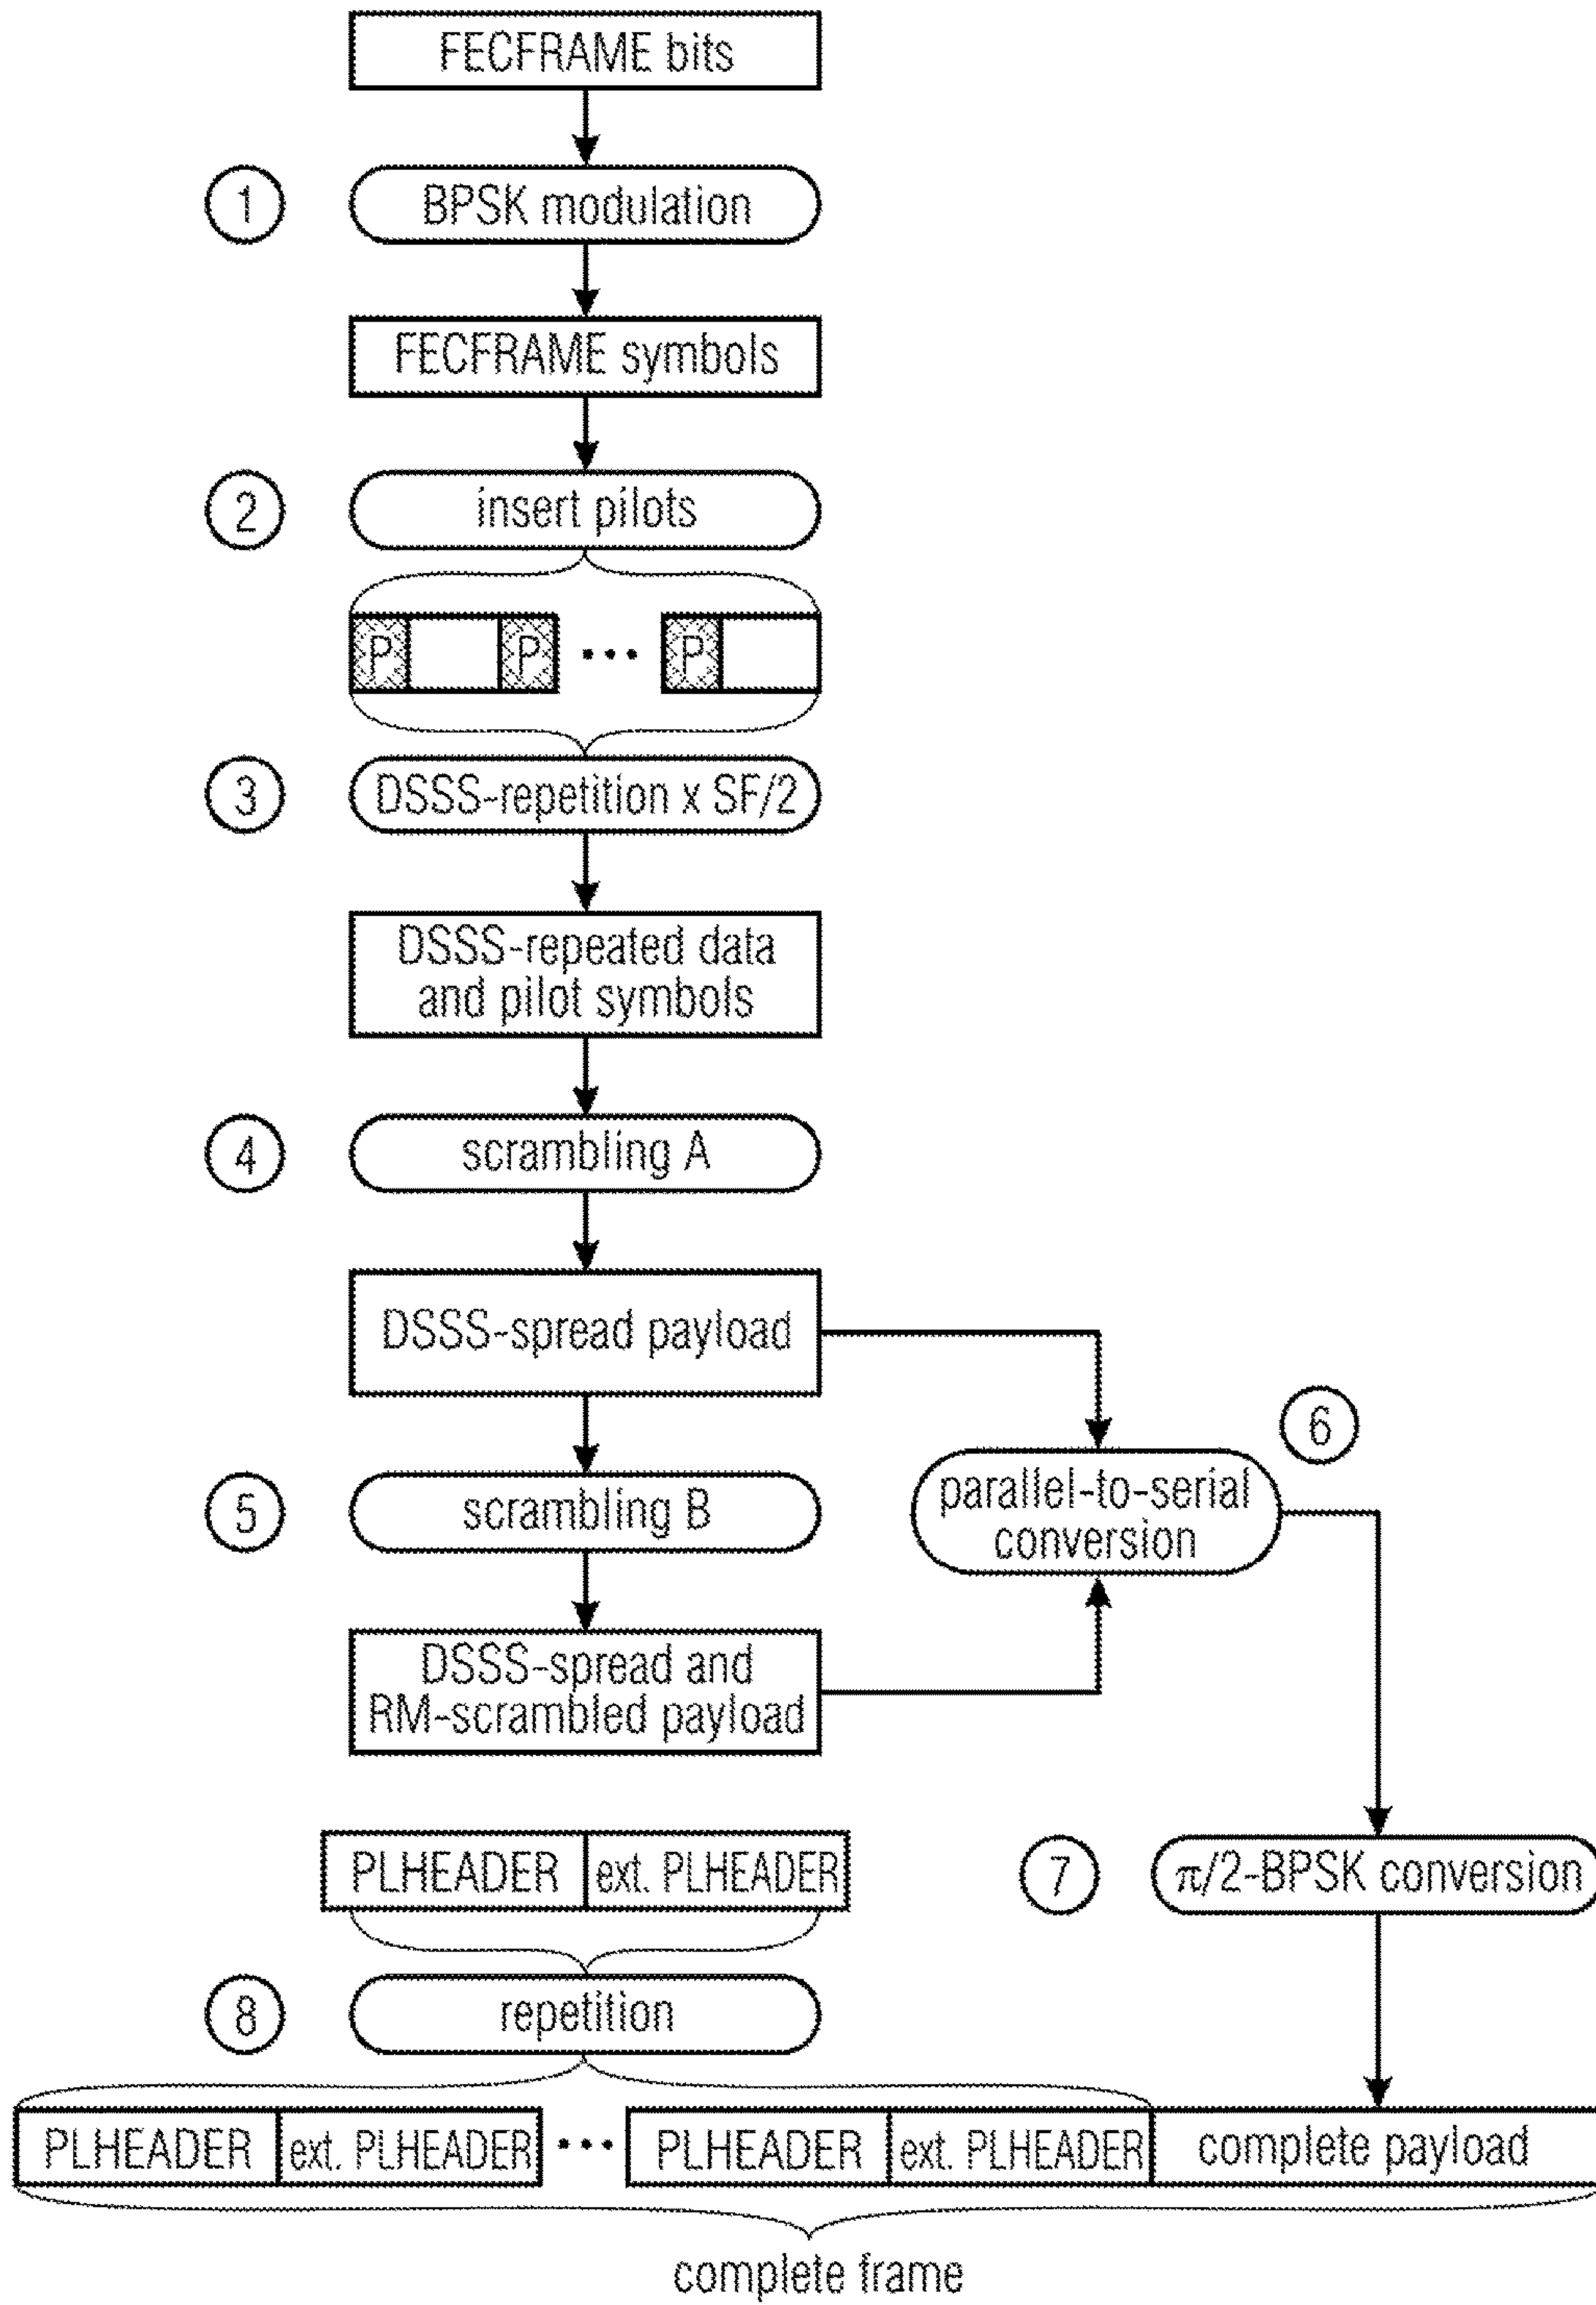 FECFRAME bits
1
BPSK modulation
FECFRAME symbols
2
insert pilots
P P ••• P
3
DSSS-repetition x SF/2
DSSS-repeated data
and pilot symbols
4
scrambling A
DSSS-spread payload
6
5
scrambling B
parallel-to-serial
conversion
DSSS-spread and
RM-scrambled payload
PLHEADER ext. PLHEADER
7
π/2-BPSK conversion
8
repetition
PLHEADER ext. PLHEADER ••• PLHEADER ext. PLHEADER complete payload
complete frame